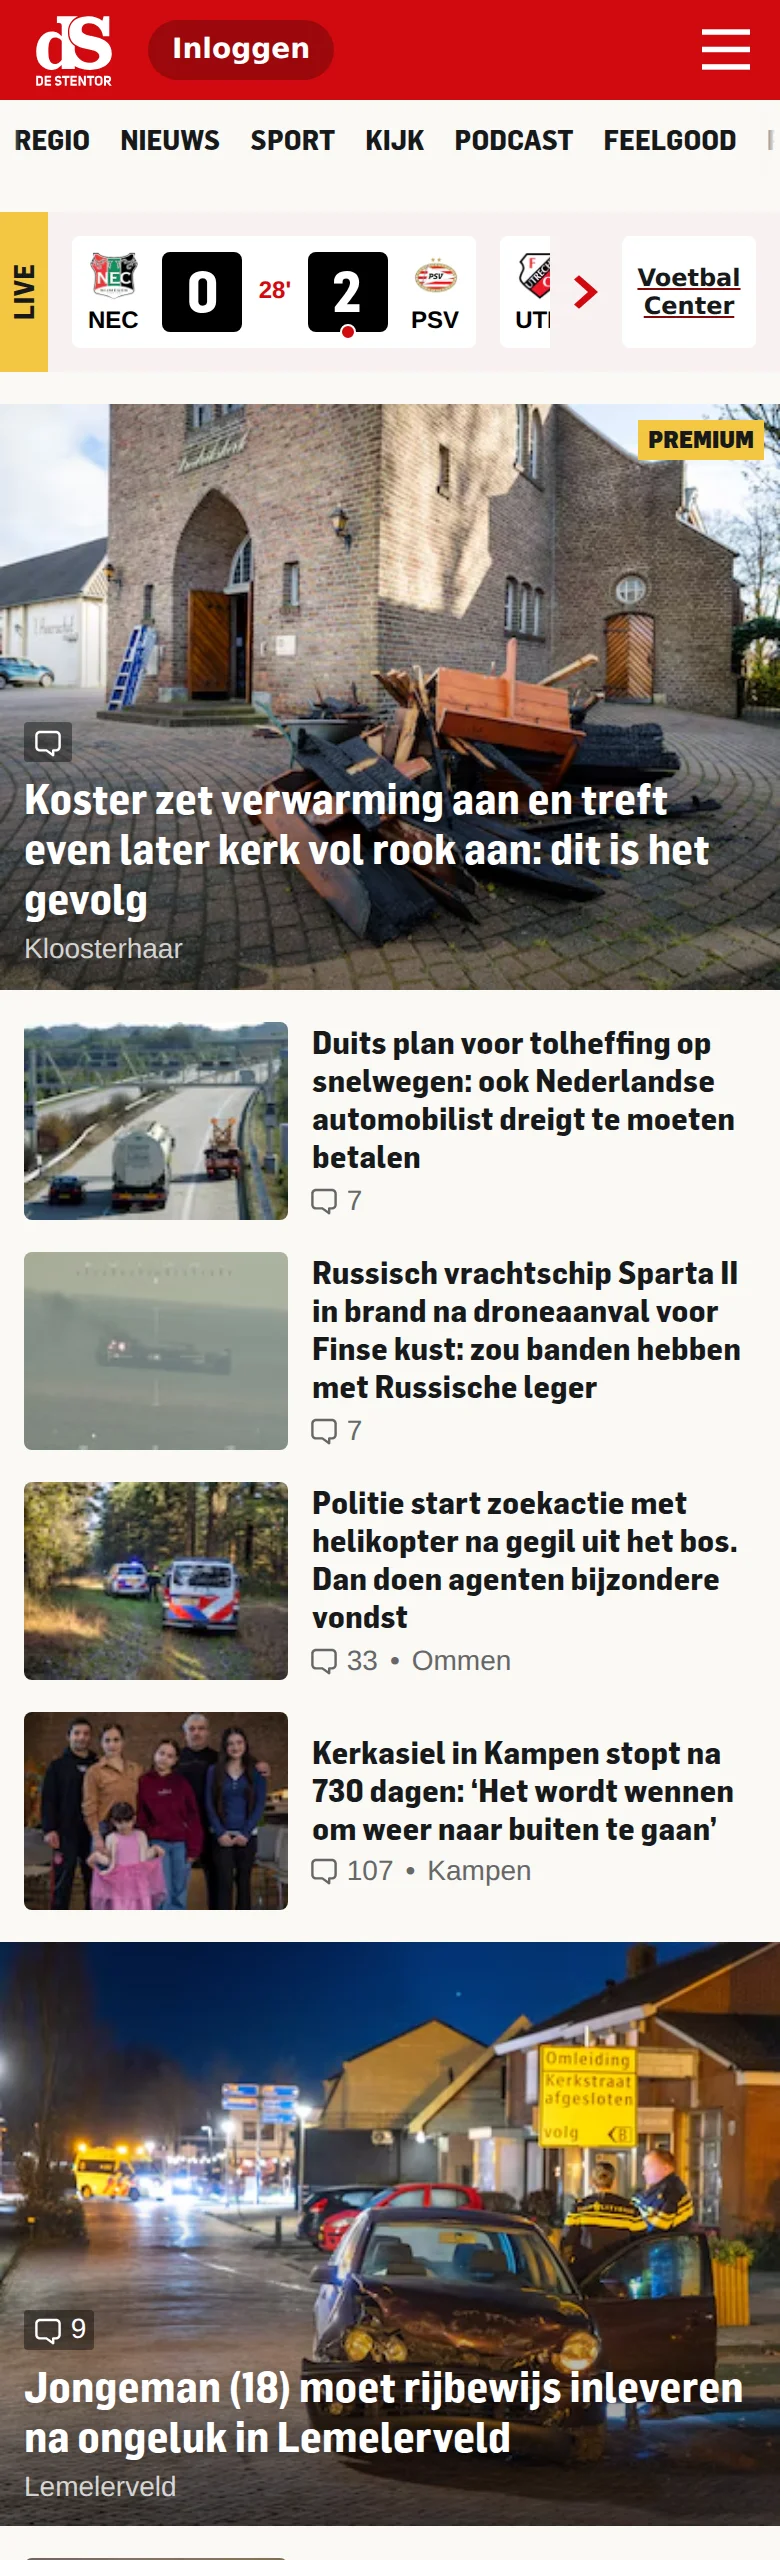 dS
DE STENTOR
Inloggen
REGIO NIEUWS SPORT KIJK PODCAST FEELGOOD
LIVE
NEC
NEC
0
28'
2
PSV
PSV
FC
UTRECHT
UTR
Voetbal
Center
PREMIUM
Koster zet verwarming aan en treft
even later kerk vol rook aan: dit is het
gevolg
Kloosterhaar
Duits plan voor tolheffing op
snelwegen: ook Nederlandse
automobilist dreigt te moeten
betalen
7
Russisch vrachtschip Sparta II
in brand na droneaanval voor
Finse kust: zou banden hebben
met Russische leger
7
Politie start zoekactie met
helikopter na gegil uit het bos.
Dan doen agenten bijzondere
vondst
33 • Ommen
Kerkasiel in Kampen stopt na
730 dagen: ‘Het wordt wennen
om weer naar buiten te gaan’
107 • Kampen
Omleiding
Kerkstraat
afgesloten
volg B
9
Jongeman (18) moet rijbewijs inleveren
na ongeluk in Lemelerveld
Lemelerveld